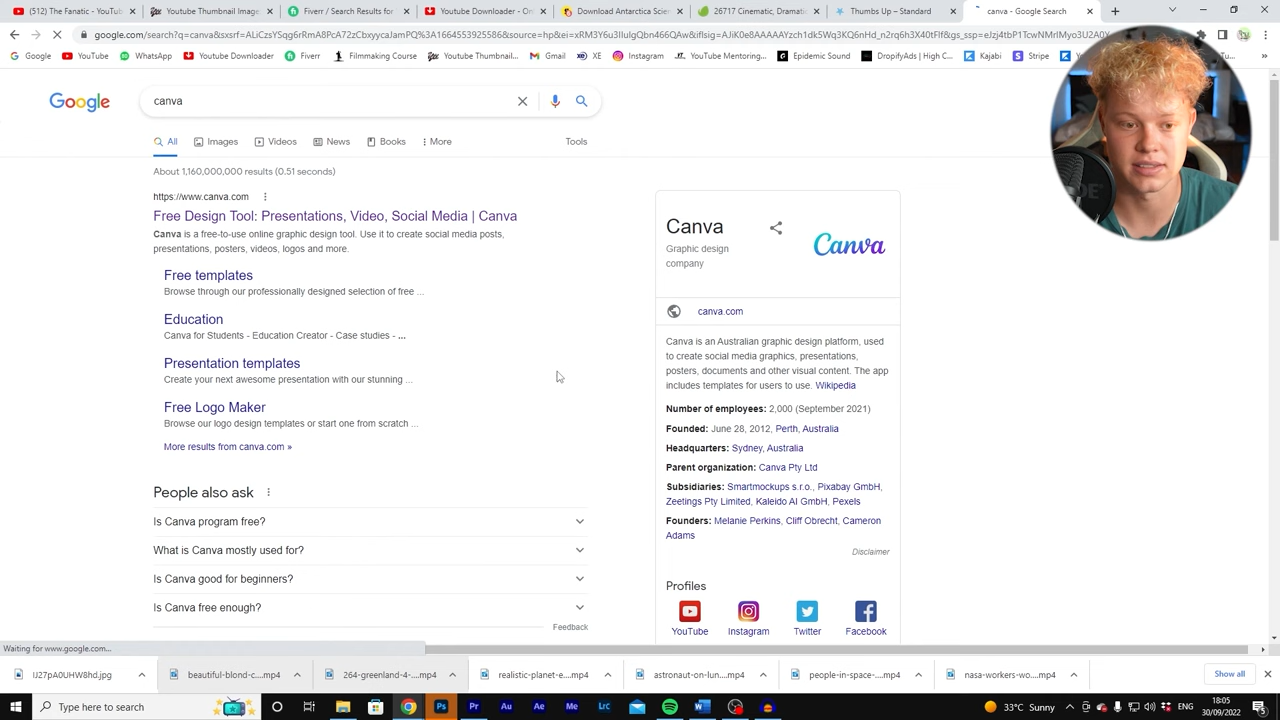 (512) The Fanatic - YouTub
Fiverr / Search Results for
Youtube Downloader - On
Download Antarctica Se
26712 Cinematic, Dramatic
Thumbs Up - Standard
canva - Google Search
Google
YouTube
WhatsApp
Youtube Downloader
Fiverr
Filmmaking Course
Youtube Thumbnail...
Gmail
XE
Instagram
YouTube Mentoring...
Epidemic Sound
DropifyAds | High C...
Kajabi
Stripe
Google
canva
All
Images
Videos
News
Books
More
Tools
About 1,160,000,000 results (0.51 seconds)
https://www.canva.com
Free Design Tool: Presentations, Video, Social Media | Canva
Canva is a free-to-use online graphic design tool. Use it to create social media posts,
presentations, posters, videos, logos and more.
Free templates
Browse through our professionally designed selection of free ...
Education
Canva for Students - Education Creator - Case studies - ...
Presentation templates
Create your next awesome presentation with our stunning ...
Free Logo Maker
Browse our logo design templates or start one from scratch ...
More results from canva.com »
People also ask
Is Canva program free?
What is Canva mostly used for?
Is Canva good for beginners?
Is Canva free enough?
Feedback
Canva
Graphic design
company
Canva
canva.com
Canva is an Australian graphic design platform, used
to create social media graphics, presentations,
posters, documents and other visual content. The app
includes templates for users to use. Wikipedia
Number of employees: 2,000 (September 2021)
Founded: June 28, 2012, Perth, Australia
Headquarters: Sydney, Australia
Parent organization: Canva Pty Ltd
Subsidiaries: Smartmockups s.r.o., Pixabay GmbH,
Zeetings Pty Limited, Kaleido AI GmbH, Pexels
Founders: Melanie Perkins, Cliff Obrecht, Cameron
Adams
Disclaimer
Profiles
YouTube
Instagram
Twitter
Facebook
Waiting for www.google.com...
IJ27pA0UHW8hd.jpg
beautiful-blond-c....mp4
264-greenland-4-....mp4
realistic-planet-e....mp4
astronaut-on-lun....mp4
people-in-space-....mp4
nasa-workers-wo....mp4
Show all
Type here to search
Ps
Pr
Au
Ae
Me
Lrc
33°C Sunny
ENG
18:05
30/09/2022